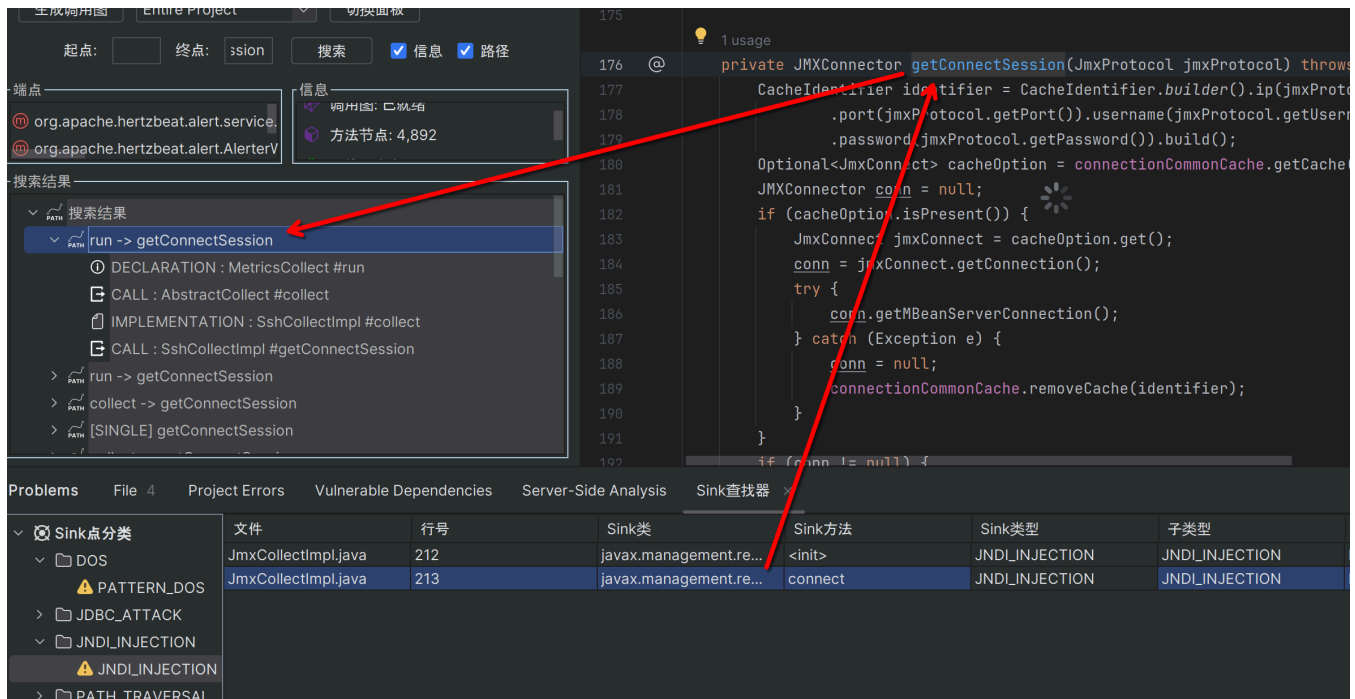 生成调用图 Entire Project 切换面板
起点: 终点: ssion 搜索 信息 路径
端点
org.apache.hertzbeat.alert.service.
org.apache.hertzbeat.alert.AlerterV
信息
调用图: 已就绪
方法节点: 4,892
搜索结果
PATH 搜索结果
PATH run -> getConnectSession
DECLARATION : MetricsCollect #run
CALL : AbstractCollect #collect
IMPLEMENTATION : SshCollectImpl #collect
CALL : SshCollectImpl #getConnectSession
PATH run -> getConnectSession
PATH collect -> getConnectSession
PATH [SINGLE] getConnectSession
175
1 usage
176 @ private JMXConnector getConnectSession(JmxProtocol jmxProtocol) throws
177 CacheIdentifier identifier = CacheIdentifier.builder().ip(jmxProto
178 .port(jmxProtocol.getPort()).username(jmxProtocol.getUsern
179 .password(jmxProtocol.getPassword()).build();
180 Optional<JmxConnect> cacheOption = connectionCommonCache.getCache(
181 JMXConnector conn = null;
182 if (cacheOption.isPresent()) {
183 JmxConnect jmxConnect = cacheOption.get();
184 conn = jmxConnect.getConnection();
185 try {
186 conn.getMBeanServerConnection();
187 } catch (Exception e) {
188 conn = null;
189 connectionCommonCache.removeCache(identifier);
190 }
191 }
192 if (conn != null) {
Problems File 4 Project Errors Vulnerable Dependencies Server-Side Analysis Sink查找器
Sink点分类
DOS
PATTERN_DOS
JDBC_ATTACK
JNDI_INJECTION
JNDI_INJECTION
PATH_TRAVERSAL
文件 行号 Sink类 Sink方法 Sink类型 子类型
JmxCollectImpl.java 212 javax.management.re... <init> JNDI_INJECTION JNDI_INJECTION
JmxCollectImpl.java 213 javax.management.re... connect JNDI_INJECTION JNDI_INJECTION